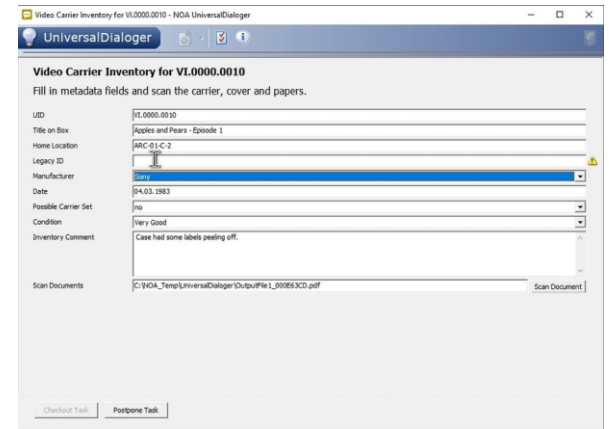 Video Carrier Inventory for VI.0000.0010 - NOA UniversalDialoger
UniversalDialoger
Video Carrier Inventory for VI.0000.0010
Fill in metadata fields and scan the carrier, cover and papers.
UID VI.0000.0010
Title on Box Apples and Pears - Episode 1
Home Location ARC-01-C-2
Legacy ID
Manufacturer Sony
Date 04.03.1983
Possible Carrier Set no
Condition Very Good
Inventory Comment Case had some labels peeling off.
Scan Documents C:\NOA_Temp\UniversalDialoger\OutputFile1_000E63CD.pdf Scan Document
Checkout Task Postpone Task